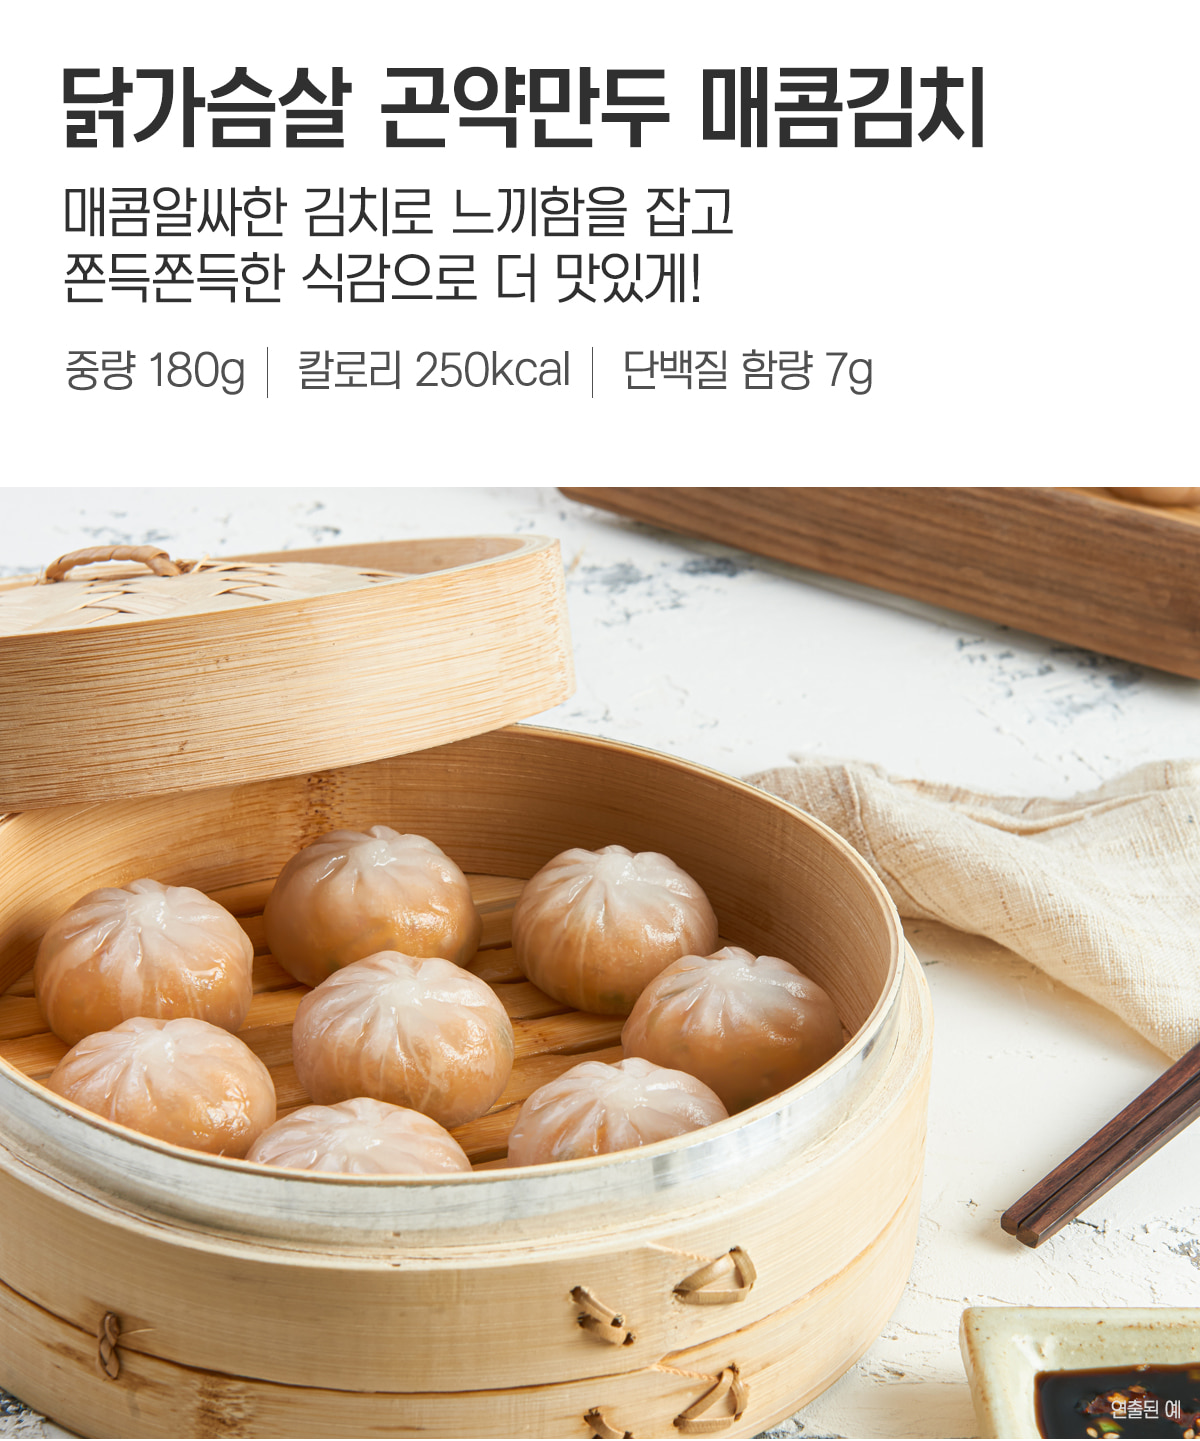 닭가슴살 곤약만두 매콤김치
매콤알싸한 김치로 느끼함을 잡고
쫀득쫀득한 식감으로 더 맛있게!
중량 180g | 칼로리 250kcal | 단백질 함량 7g
연출된 예